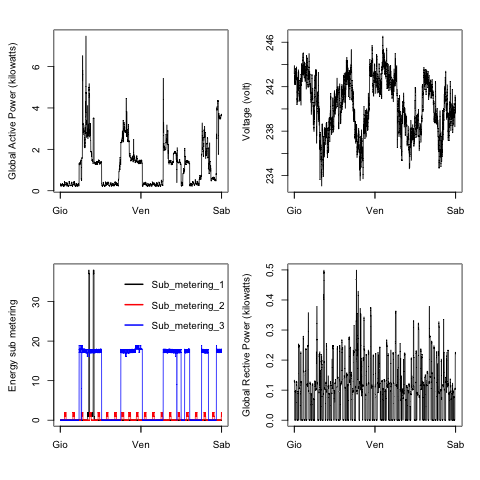 Global Active Power (kilowatts)
0 2 4 6
Gio Ven Sab
Voltage (volt)
234 238 242 246
Gio Ven Sab
Energy sub metering
0 10 20 30
Sub_metering_1
Sub_metering_2
Sub_metering_3
Gio Ven Sab
Global Rective Power (kilowatts)
0.0 0.1 0.2 0.3 0.4 0.5
Gio Ven Sab